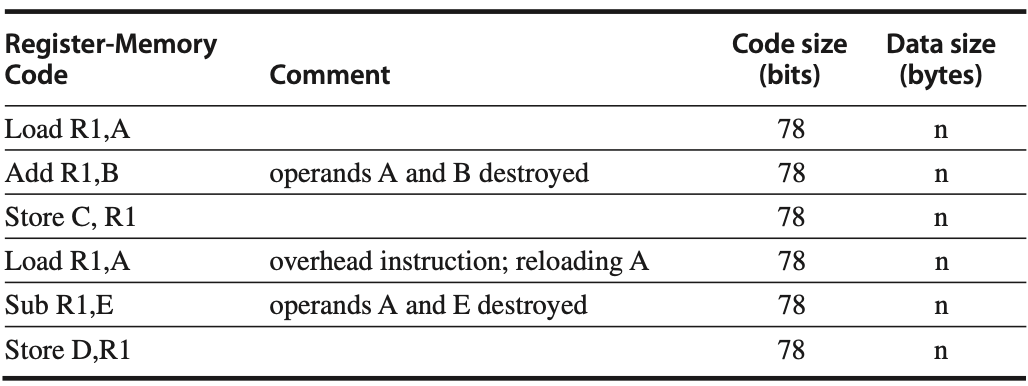 Register-Memory Code Comment Code size (bits) Data size (bytes)
Load R1,A 78 n
Add R1,B operands A and B destroyed 78 n
Store C, R1 78 n
Load R1,A overhead instruction; reloading A 78 n
Sub R1,E operands A and E destroyed 78 n
Store D,R1 78 n